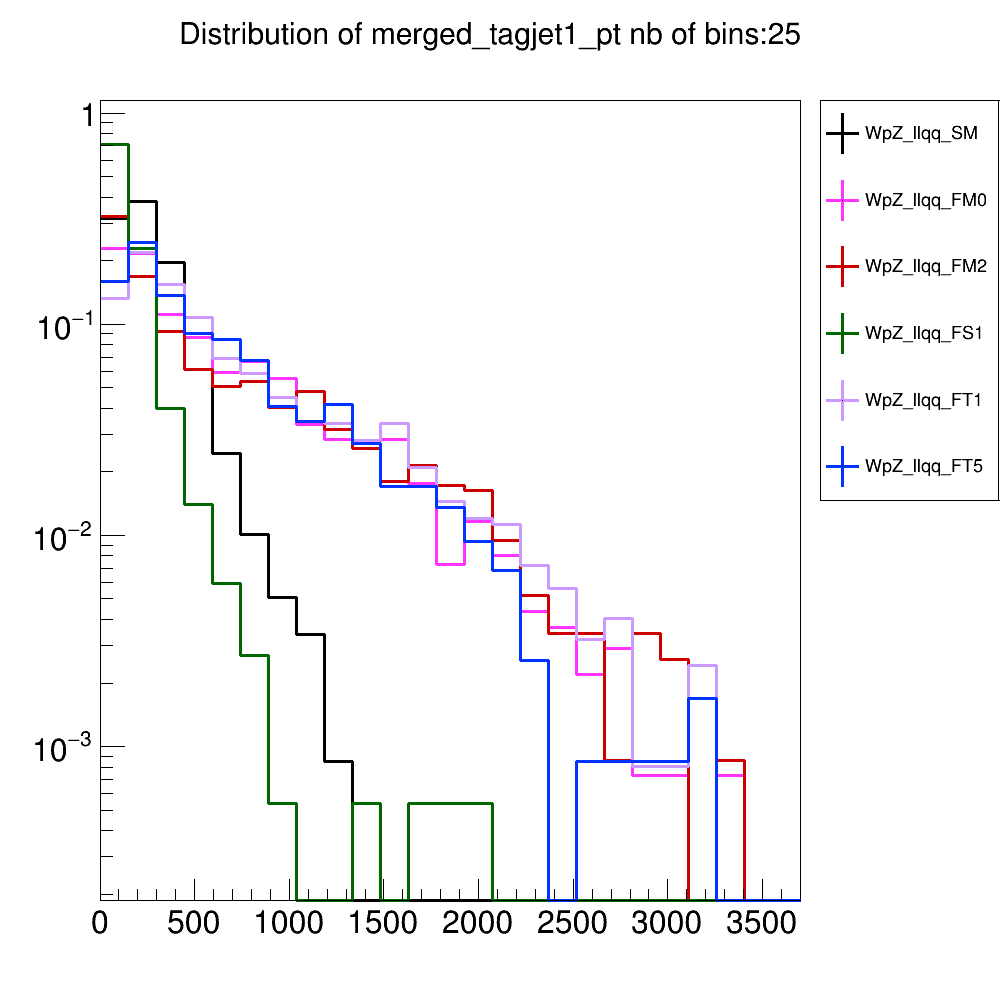 Distribution of merged_tagjet1_pt nb of bins:25
1
10⁻¹
10⁻²
10⁻³
0 500 1000 1500 2000 2500 3000 3500
WpZ_llqq_SM
WpZ_llqq_FM0
WpZ_llqq_FM2
WpZ_llqq_FS1
WpZ_llqq_FT1
WpZ_llqq_FT5